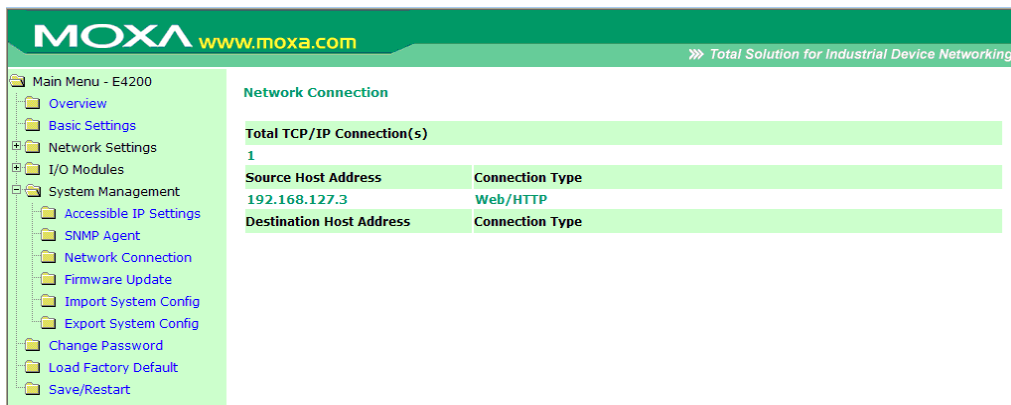 MOXA www.moxa.com
Total Solution for Industrial Device Networking
Main Menu - E4200
Overview
Basic Settings
Network Settings
I/O Modules
System Management
Accessible IP Settings
SNMP Agent
Network Connection
Firmware Update
Import System Config
Export System Config
Change Password
Load Factory Default
Save/Restart
Network Connection
Total TCP/IP Connection(s)
1
Source Host Address Connection Type
192.168.127.3 Web/HTTP
Destination Host Address Connection Type